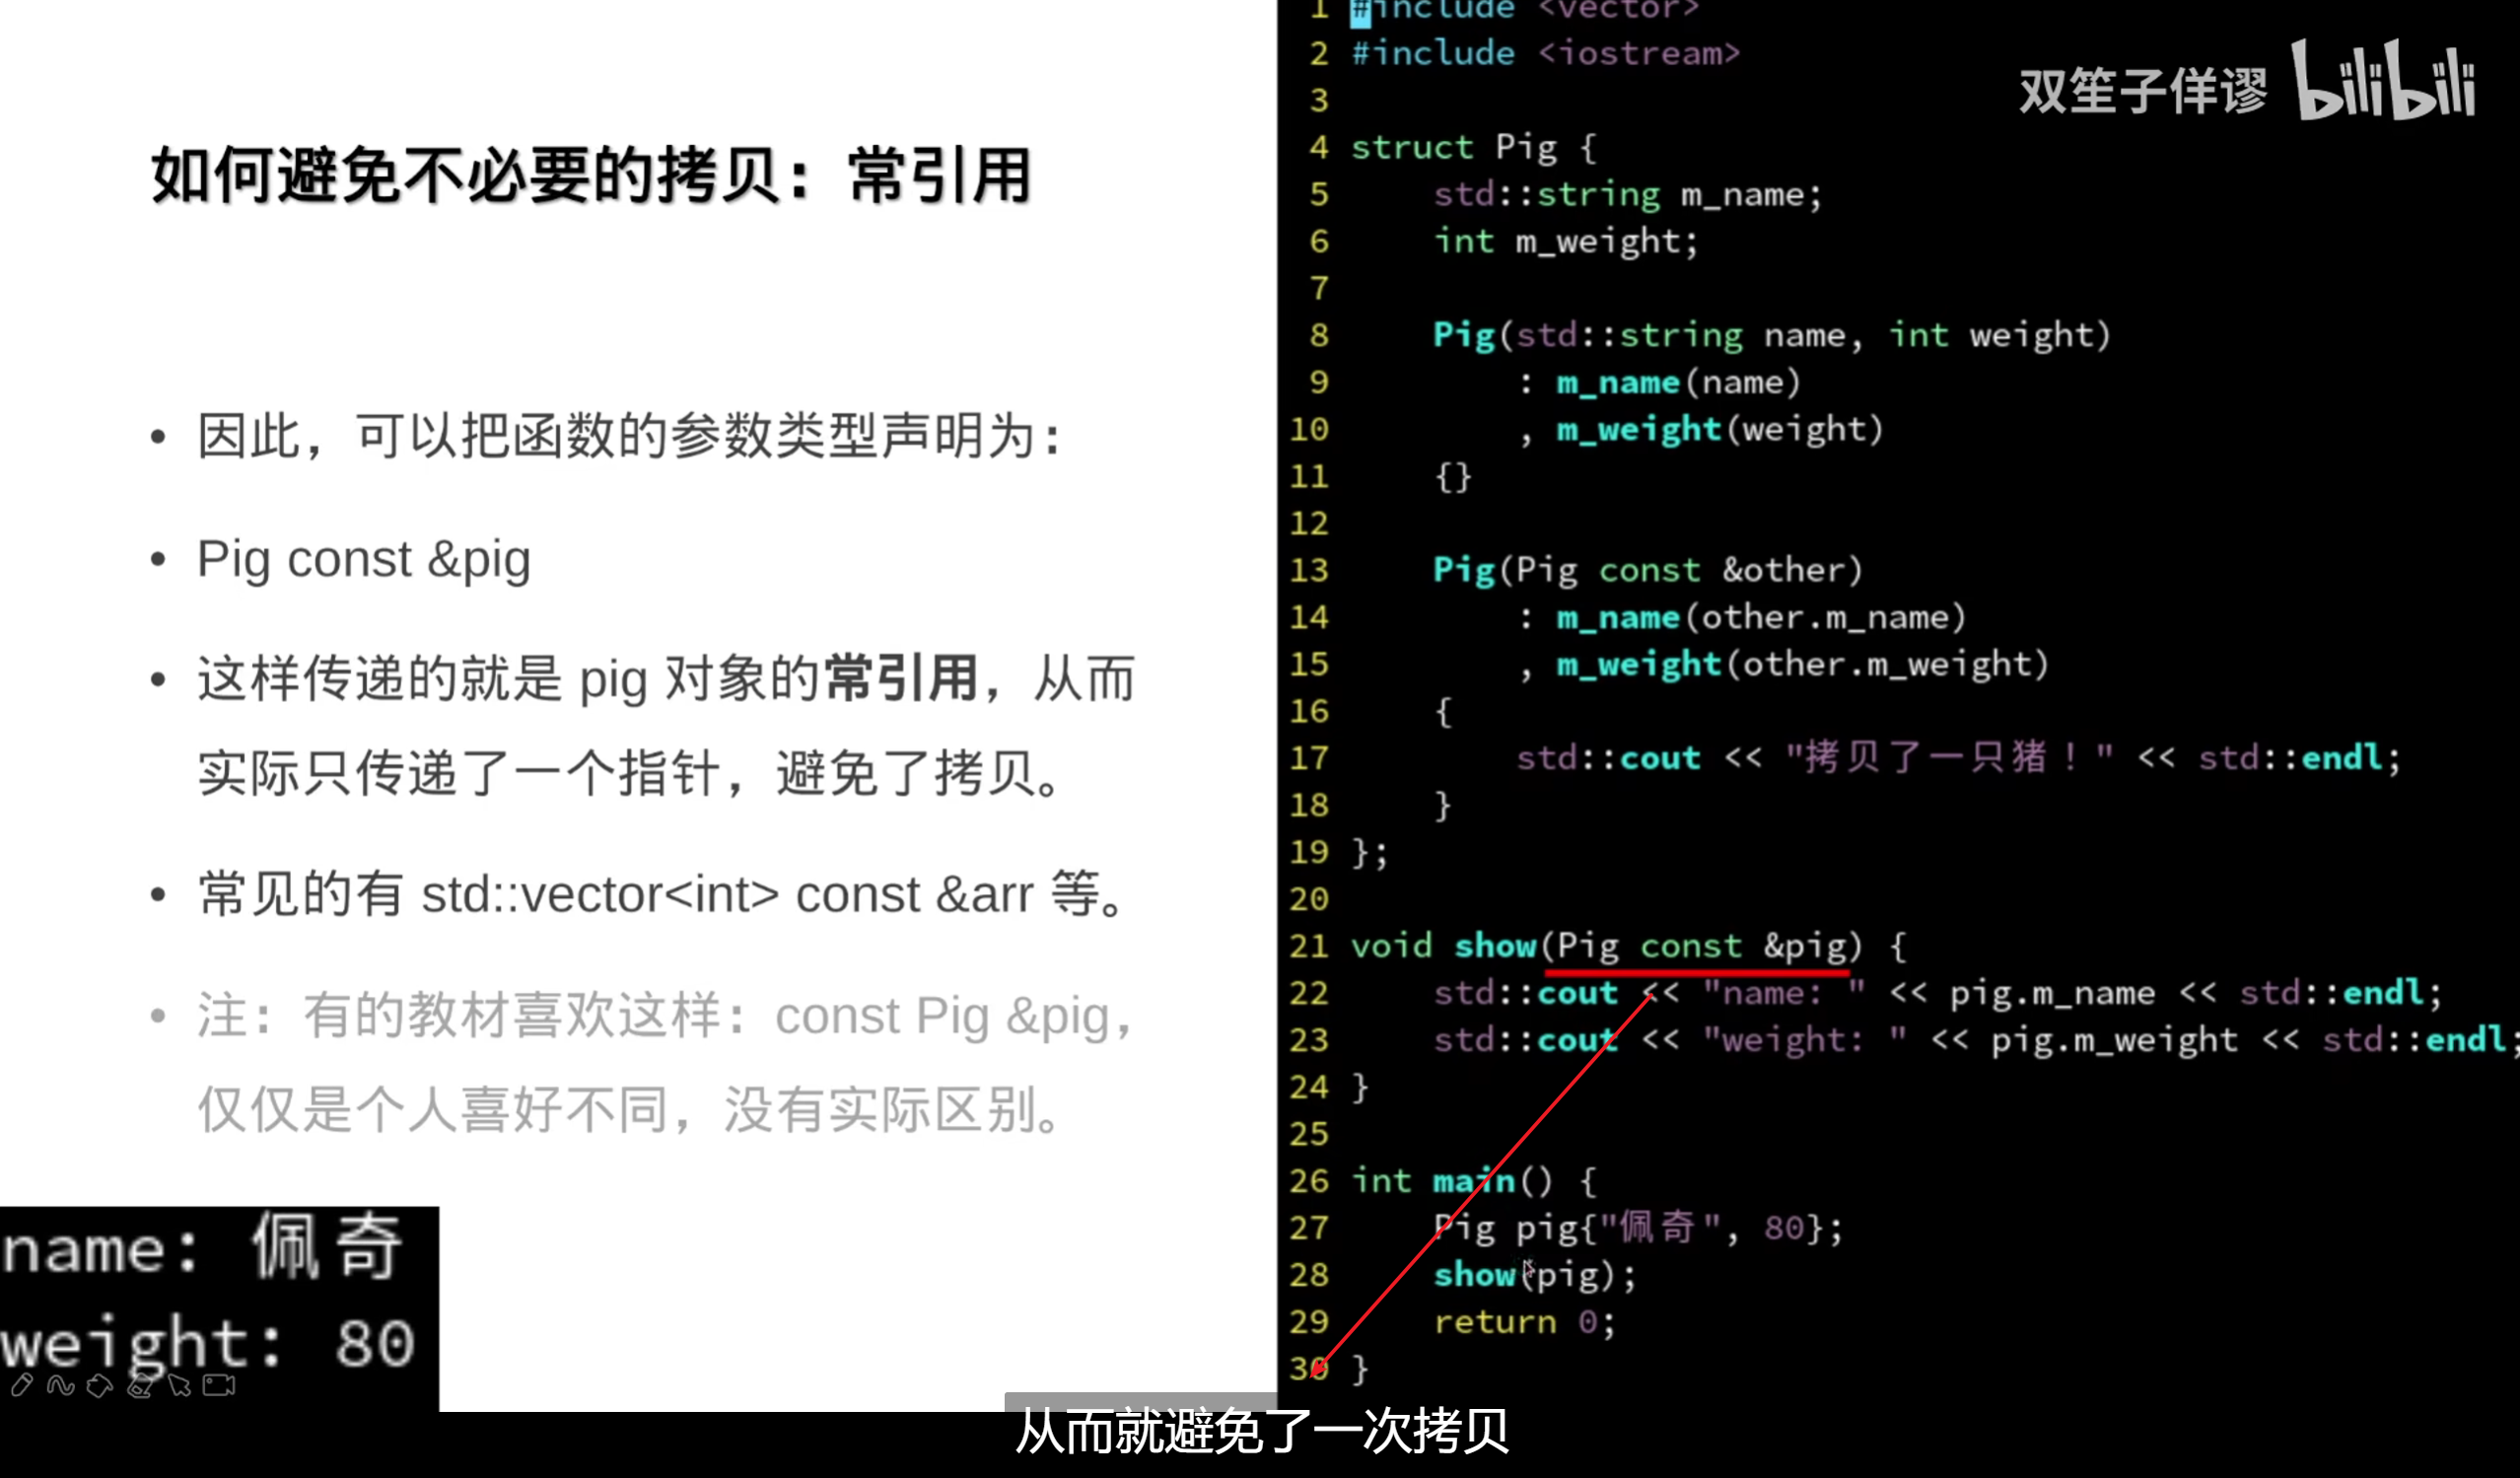 如何避免不必要的拷贝：常引用
• 因此，可以把函数的参数类型声明为：
• Pig const &pig
• 这样传递的就是 pig 对象的常引用，从而
实际只传递了一个指针，避免了拷贝。
• 常见的有 std::vector<int> const &arr 等。
• 注：有的教材喜欢这样：const Pig &pig，
仅仅是个人喜好不同，没有实际区别。
name: 佩奇
weight: 80
双笙子佯谬 bilibili
1 #include <vector>
2 #include <iostream>
3
4 struct Pig {
5     std::string m_name;
6     int m_weight;
7
8     Pig(std::string name, int weight)
9         : m_name(name)
10         , m_weight(weight)
11     {}
12
13     Pig(Pig const &other)
14         : m_name(other.m_name)
15         , m_weight(other.m_weight)
16     {
17         std::cout << "拷贝了一只猪！" << std::endl;
18     }
19 };
20
21 void show(Pig const &pig) {
22     std::cout << "name: " << pig.m_name << std::endl;
23     std::cout << "weight: " << pig.m_weight << std::endl;
24 }
25
26 int main() {
27     Pig pig{"佩奇", 80};
28     show(pig);
29     return 0;
30 }
从而就避免了一次拷贝